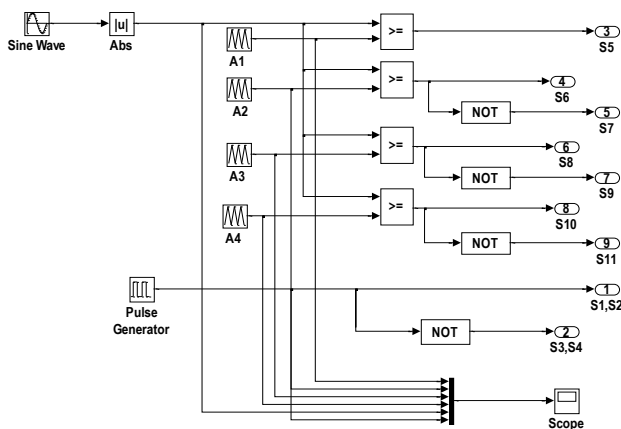 >=
3
S5
Sine Wave
|u|
Abs
A1
>=
4
S6
A2
NOT
5
S7
>=
6
S8
A3
NOT
7
S9
>=
8
S10
A4
NOT
9
S11
1
S1,S2
Pulse
Generator
NOT
2
S3,S4
Scope